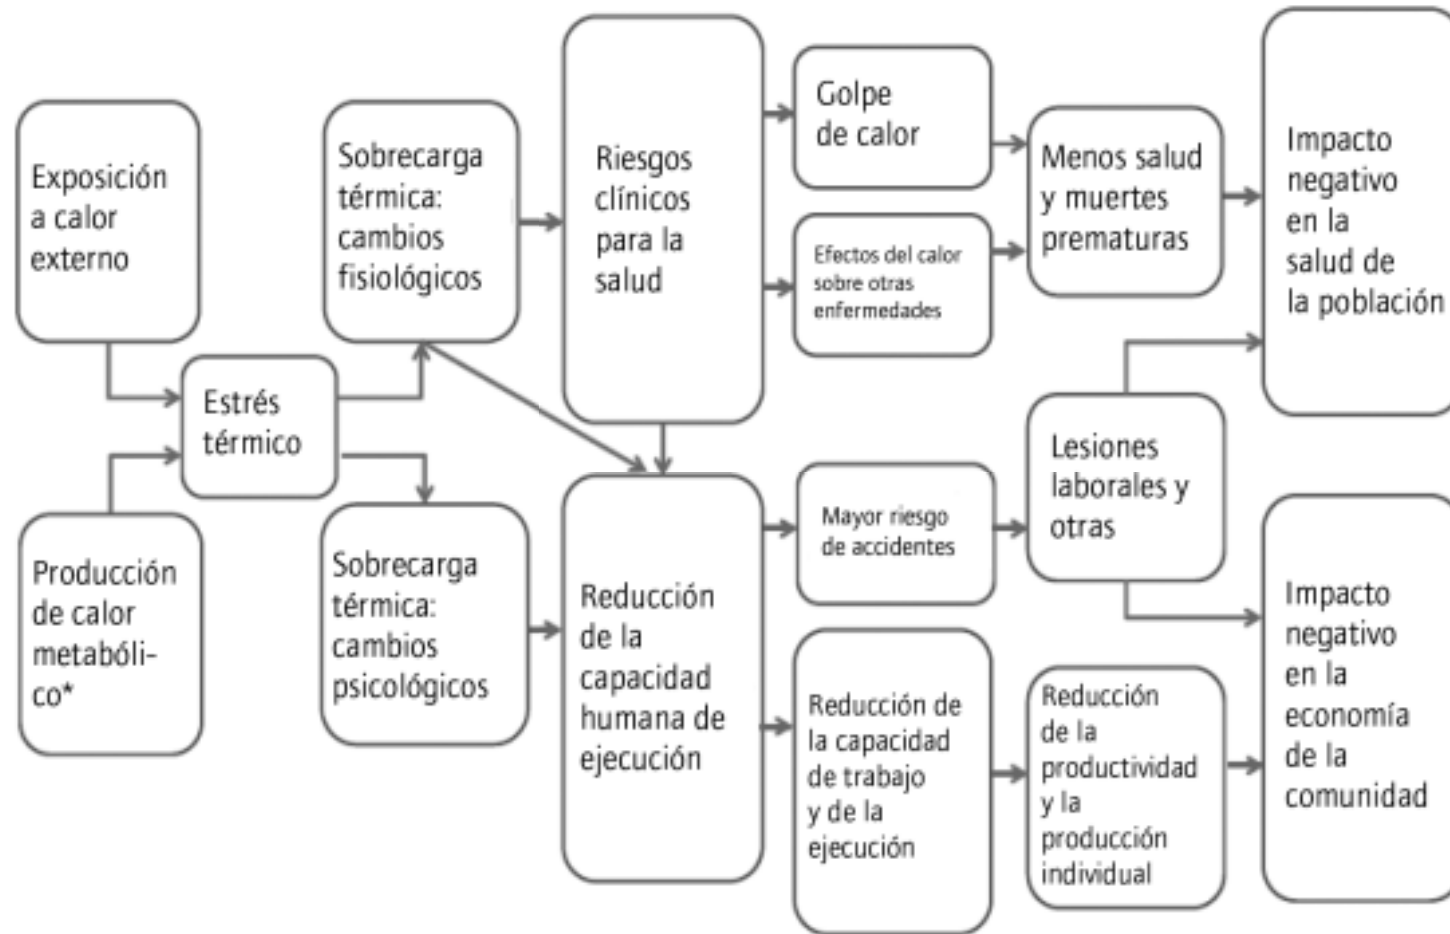 Exposición
a calor
externo
Producción
de calor
metabóli-
co*
Estrés
térmico
Sobrecarga
térmica:
cambios
fisiológicos
Sobrecarga
térmica:
cambios
psicológicos
Riesgos
clínicos
para la
salud
Reducción
de la
capacidad
humana de
ejecución
Golpe
de calor
Efectos del calor
sobre otras
enfermedades
Mayor riesgo
de accidentes
Reducción de
la capacidad
de trabajo
y de la
ejecución
Menos salud
y muertes
prematuras
Lesiones
laborales y
otras
Reducción
de la
productividad
y la
producción
individual
Impacto
negativo
en la
salud de
la población
Impacto
negativo
en la
economía
de la
comunidad